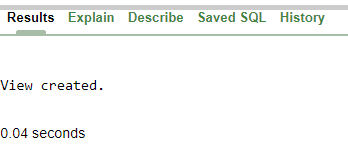 Results Explain Describe Saved SQL History
View created.
0.04 seconds